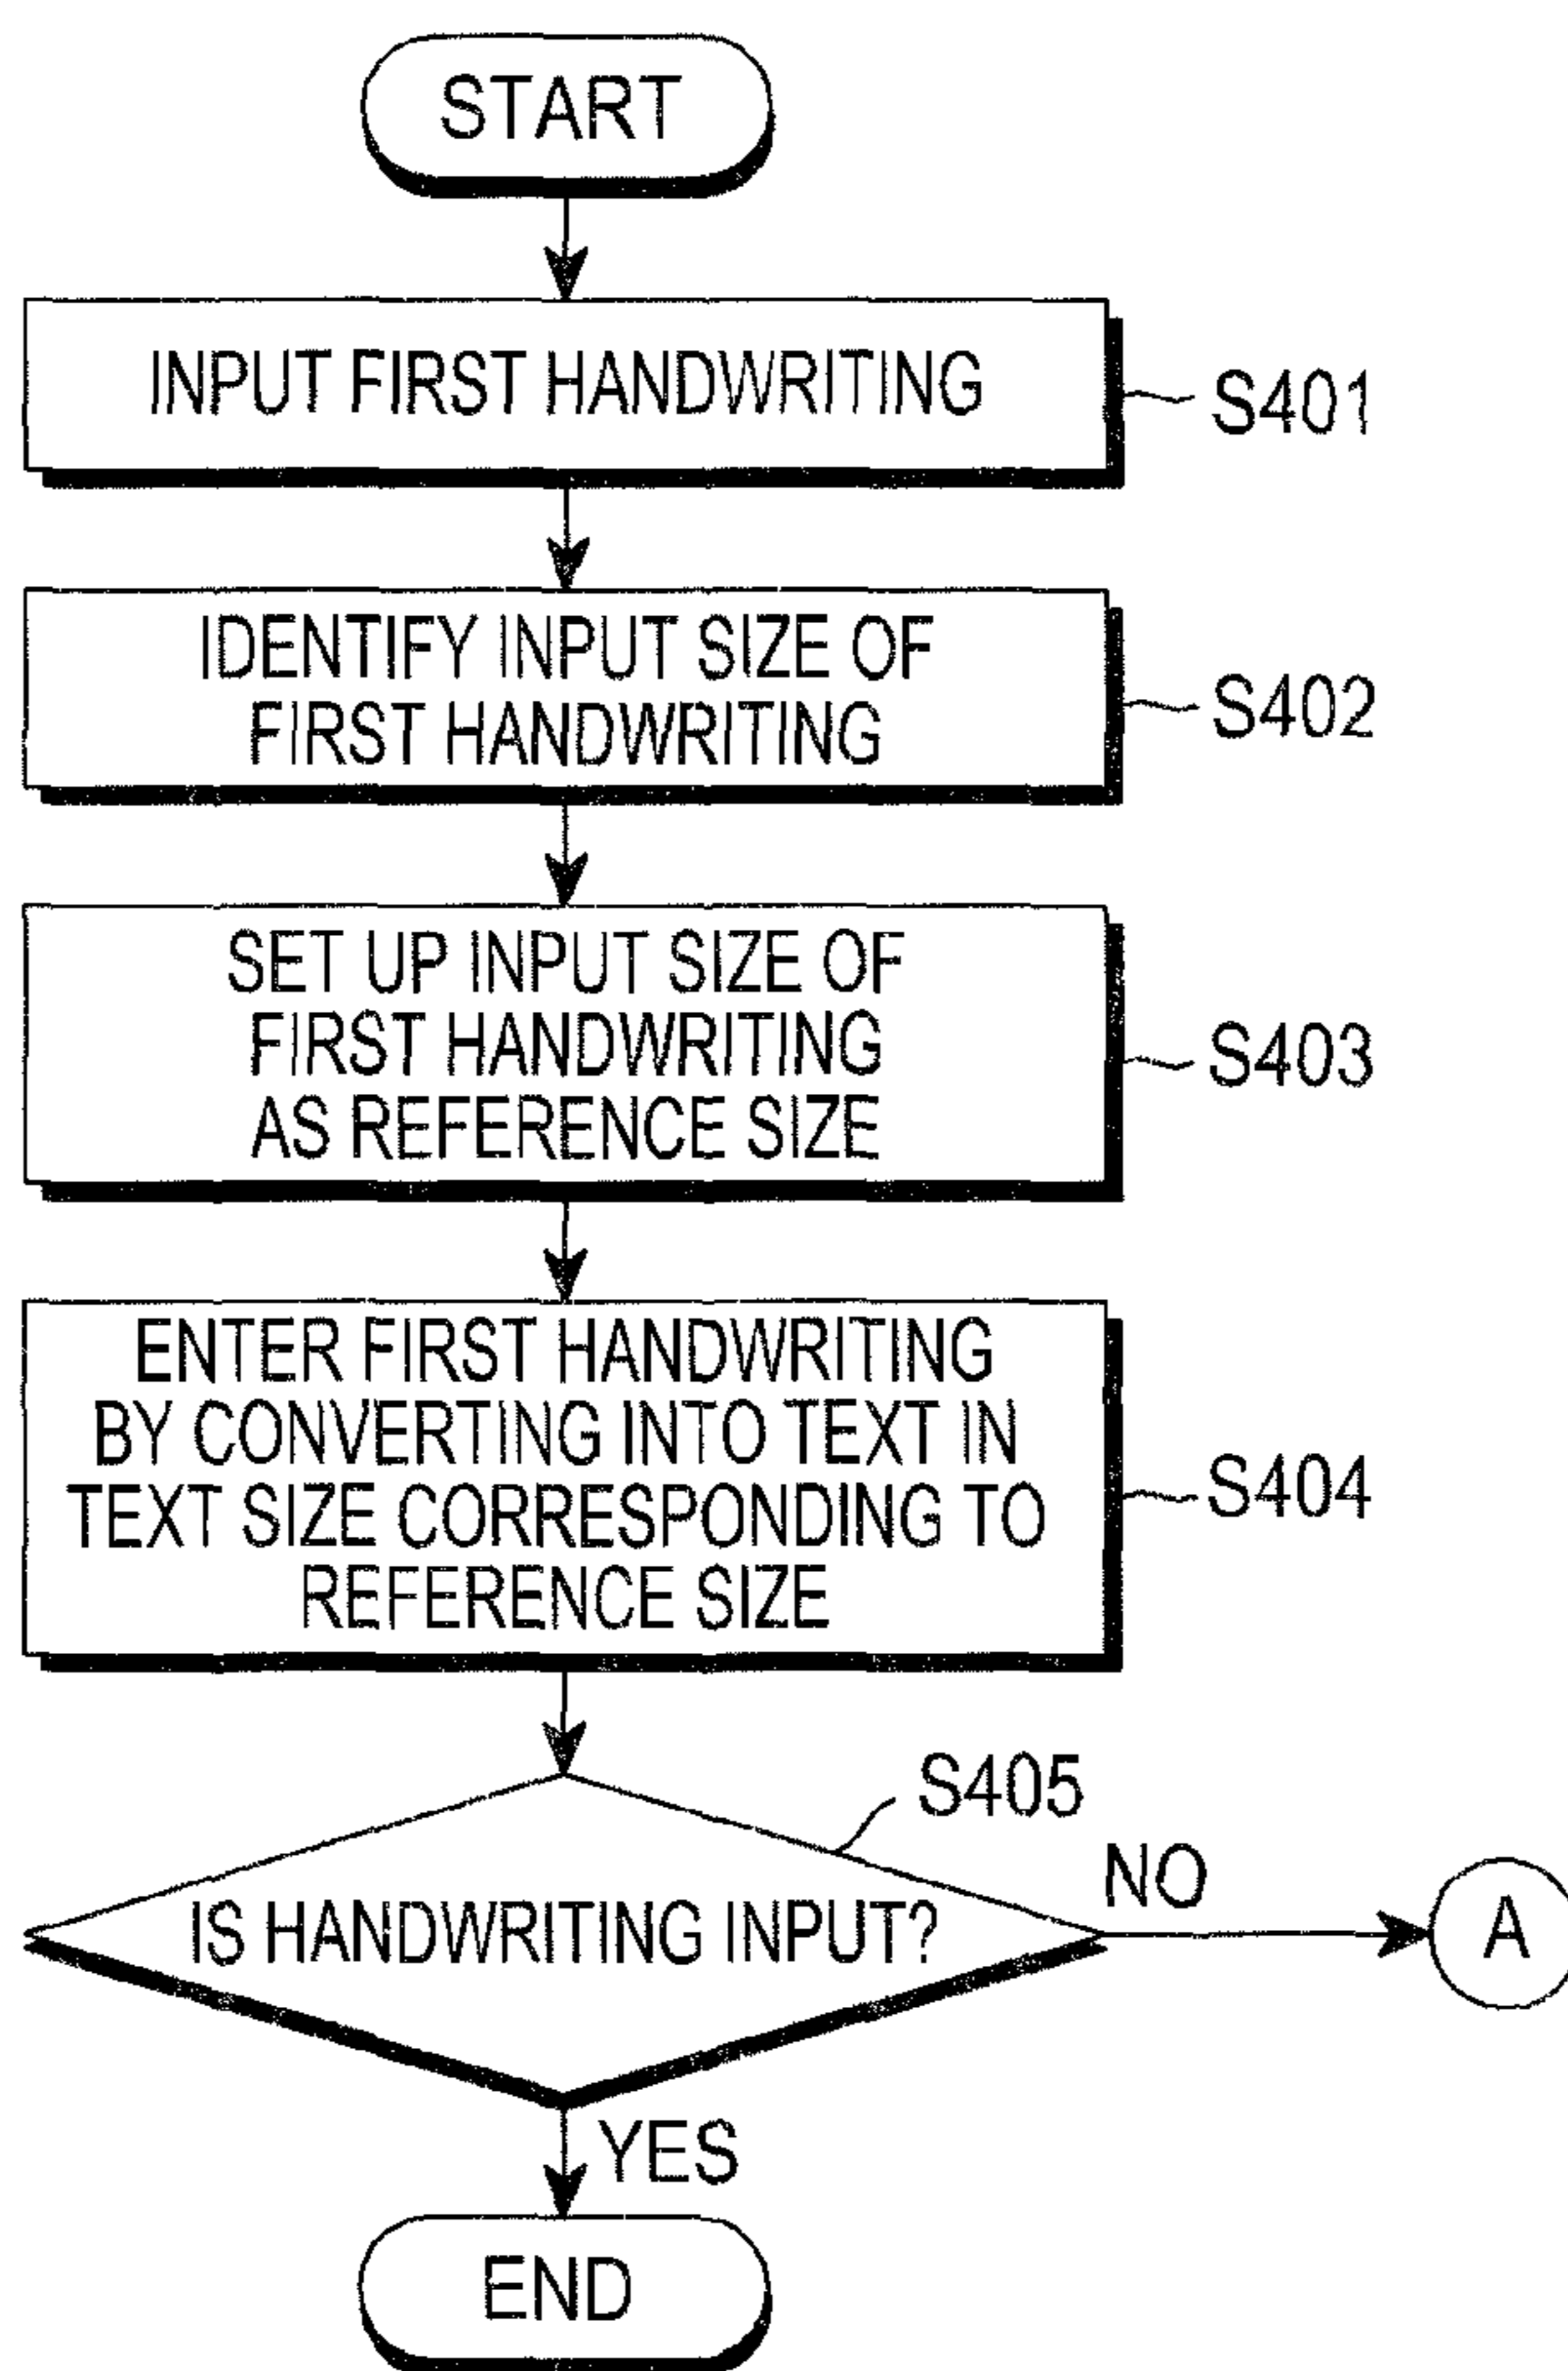 START
INPUT FIRST HANDWRITING
S401
IDENTIFY INPUT SIZE OF
FIRST HANDWRITING
S402
SET UP INPUT SIZE OF
FIRST HANDWRITING
AS REFERENCE SIZE
S403
ENTER FIRST HANDWRITING
BY CONVERTING INTO TEXT IN
TEXT SIZE CORRESPONDING TO
REFERENCE SIZE
S404
S405
IS HANDWRITING INPUT?
NO
A
YES
END